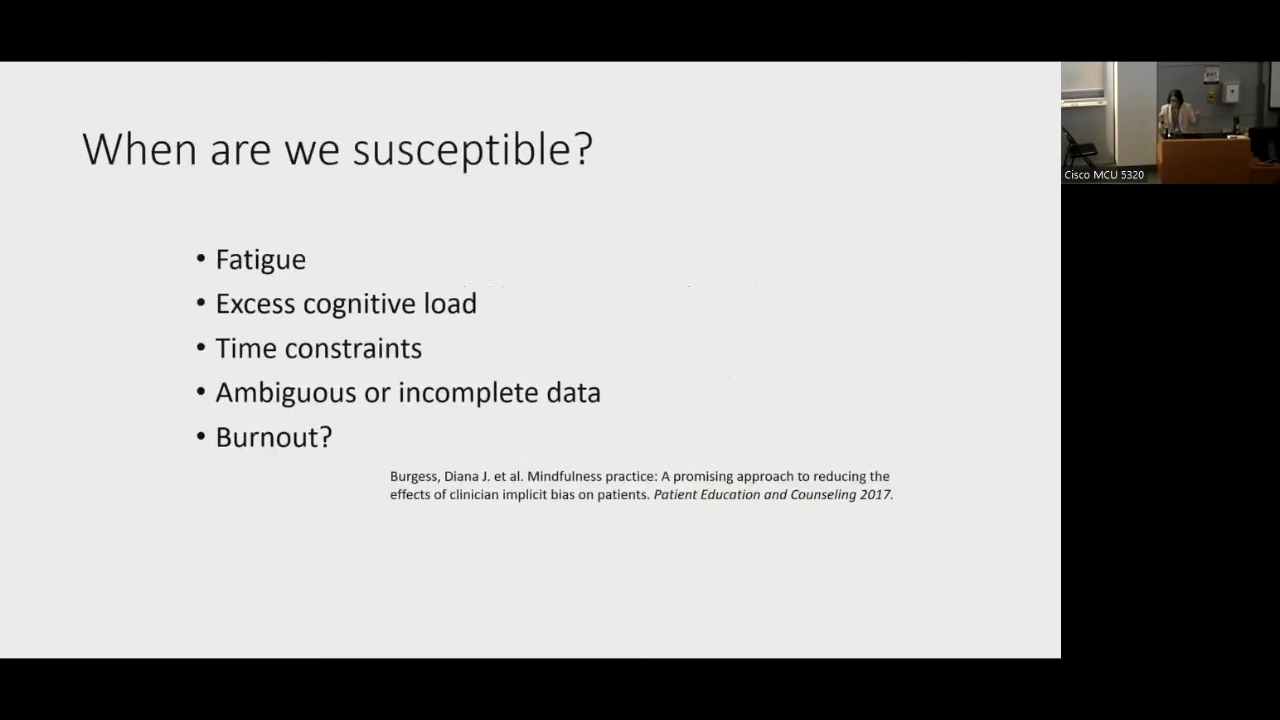 When are we susceptible?
• Fatigue
• Excess cognitive load
• Time constraints
• Ambiguous or incomplete data
• Burnout?
Burgess, Diana J. et al. Mindfulness practice: A promising approach to reducing the
effects of clinician implicit bias on patients. Patient Education and Counseling 2017.
Cisco MCU 5320